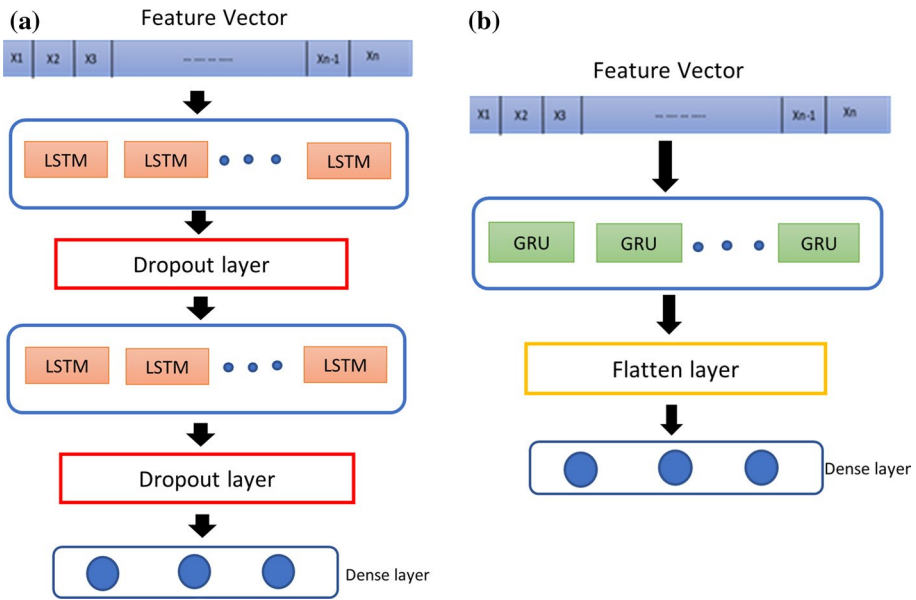 (a)
Feature Vector
X1 X2 X3 -- --- -- ---- Xn-1 Xn
LSTM LSTM LSTM
Dropout layer
LSTM LSTM LSTM
Dropout layer
Dense layer
(b)
Feature Vector
X1 X2 X3 -- --- -- ---- Xn-1 Xn
GRU GRU GRU
Flatten layer
Dense layer